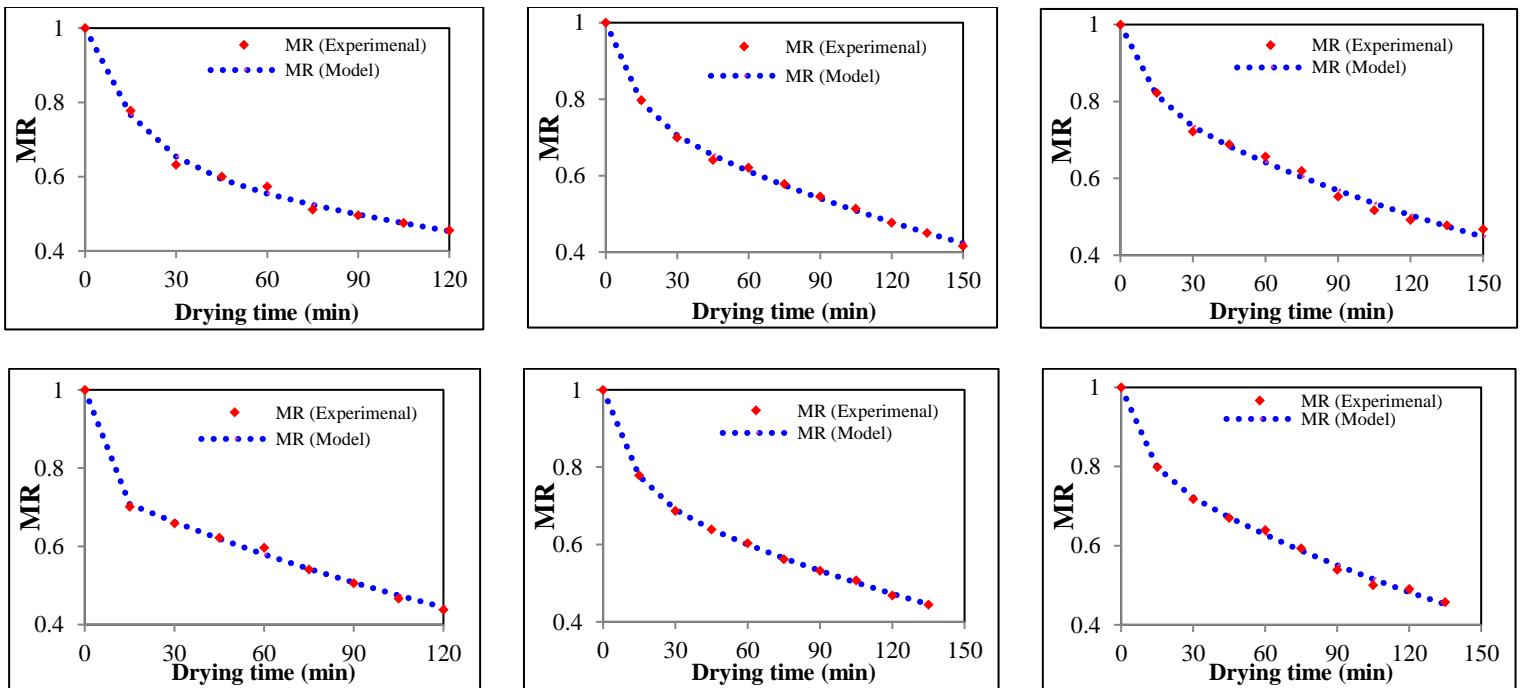 1
MR (Experimenal)
MR (Model)
0.8
MR
0.6
0.4
0 30 60 90 120
Drying time (min)
1
MR (Experimenal)
MR (Model)
0.8
MR
0.6
0.4
0 30 60 90 120 150
Drying time (min)
1
MR (Experimenal)
MR (Model)
0.8
MR
0.6
0.4
0 30 60 90 120 150
Drying time (min)
1
MR (Experimenal)
MR (Model)
0.8
MR
0.6
0.4
0 30 60 90 120
Drying time (min)
1
MR (Experimenal)
MR (Model)
0.8
MR
0.6
0.4
0 30 60 90 120 150
Drying time (min)
1
MR (Experimenal)
MR (Model)
0.8
MR
0.6
0.4
0 30 60 90 120 150
Drying time (min)